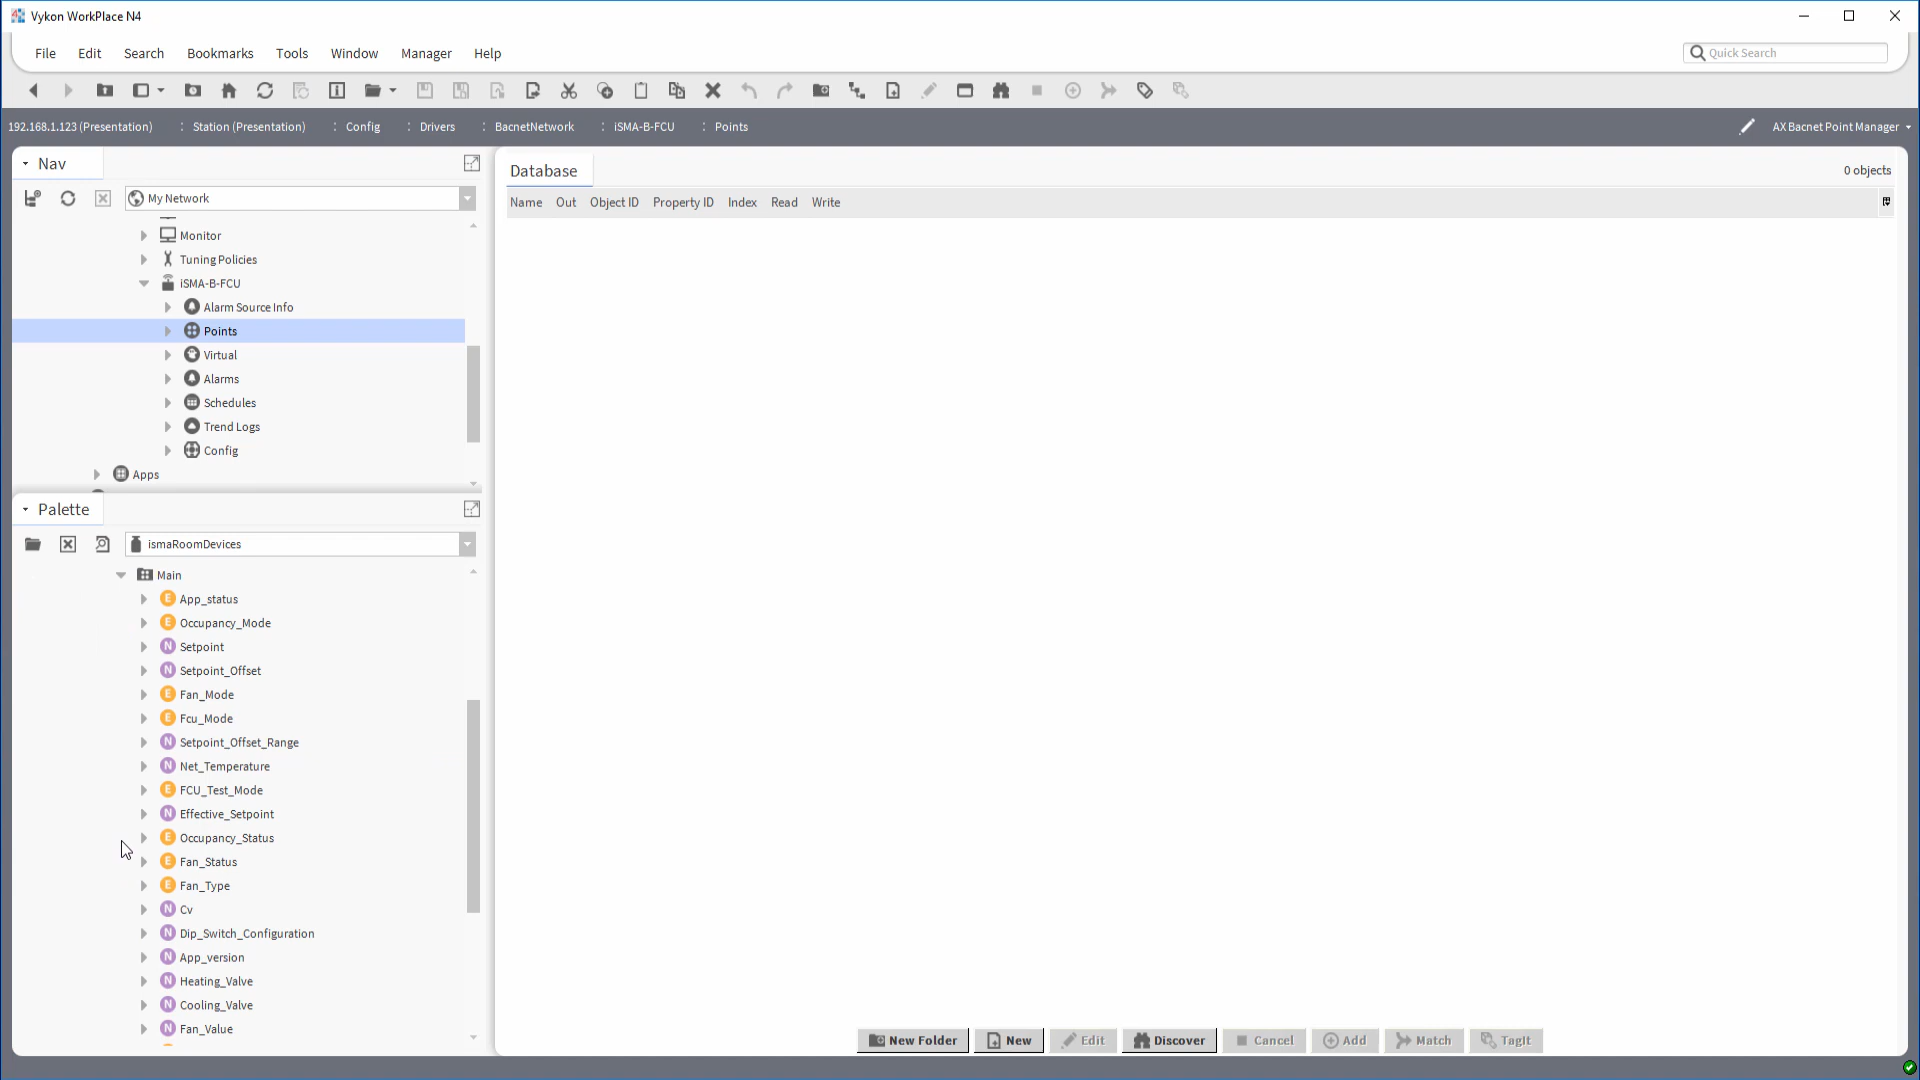 Vykon WorkPlace N4
File Edit Search Bookmarks Tools Window Manager Help
Quick Search
192.168.1.123 (Presentation) : Station (Presentation) : Config : Drivers : BacnetNetwork : iSMA-B-FCU : Points
AX Bacnet Point Manager
Nav
My Network
Monitor
Tuning Policies
iSMA-B-FCU
Alarm Source Info
Points
Virtual
Alarms
Schedules
Trend Logs
Config
Apps
Palette
ismaRoomDevices
Main
App_status
Occupancy_Mode
Setpoint
Setpoint_Offset
Fan_Mode
Fcu_Mode
Setpoint_Offset_Range
Net_Temperature
FCU_Test_Mode
Effective_Setpoint
Occupancy_Status
Fan_Status
Fan_Type
Cv
Dip_Switch_Configuration
App_version
Heating_Valve
Cooling_Valve
Fan_Value
Database
0 objects
Name Out Object ID Property ID Index Read Write
New Folder New Edit Discover Cancel Add Match TagIt